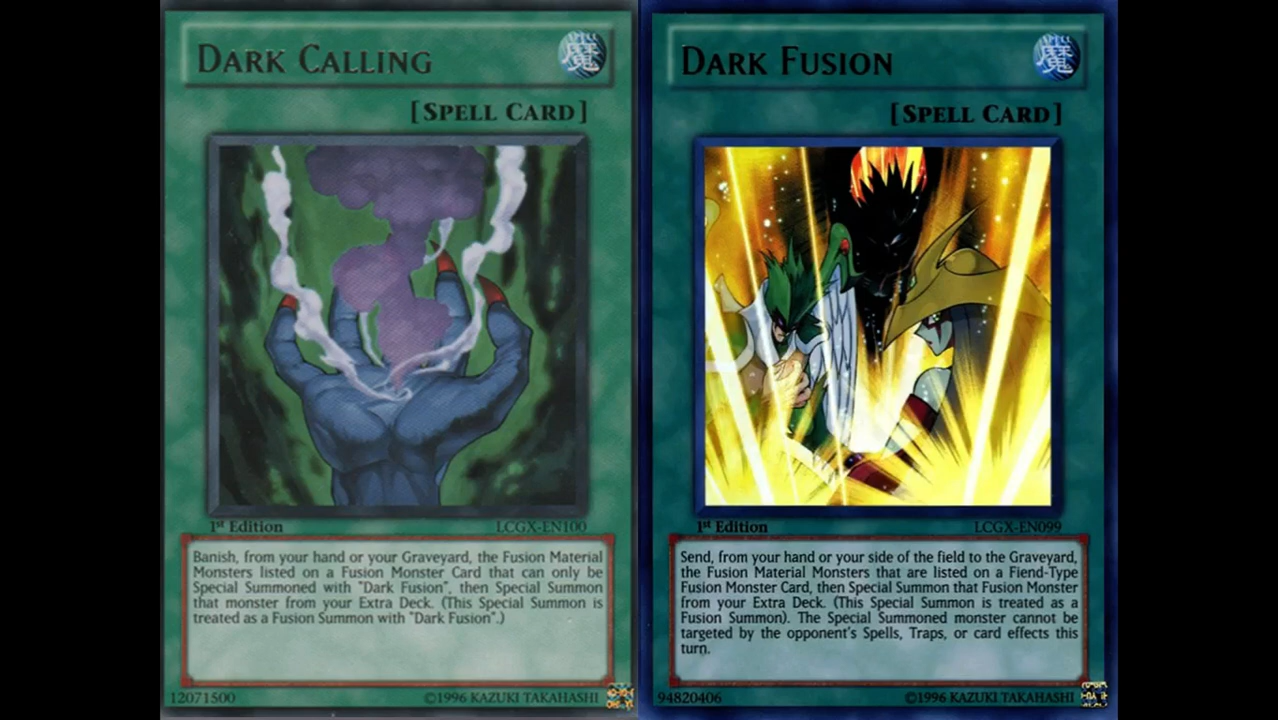 DARK CALLING
魔
[SPELL CARD]
1st Edition
LCGX-EN100
Banish, from your hand or your Graveyard, the Fusion Material
Monsters listed on a Fusion Monster Card that can only be
Special Summoned with "Dark Fusion", then Special Summon
that monster from your Extra Deck. (This Special Summon is
treated as a Fusion Summon with "Dark Fusion".)
12071500
©1996 KAZUKI TAKAHASHI
DARK FUSION
魔
[SPELL CARD]
1st Edition
LCGX-EN099
Send, from your hand or your side of the field to the Graveyard,
the Fusion Material Monsters that are listed on a Fiend-Type
Fusion Monster Card, then Special Summon that Fusion Monster
from your Extra Deck. (This Special Summon is treated as a
Fusion Summon). The Special Summoned monster cannot be
targeted by the opponent's Spells, Traps, or card effects this
turn.
94820406
©1996 KAZUKI TAKAHASHI